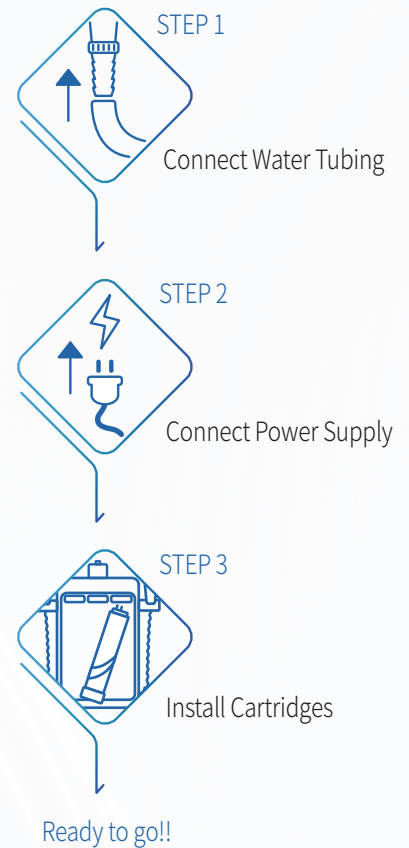 STEP 1
Connect Water Tubing
STEP 2
Connect Power Supply
STEP 3
Install Cartridges
Ready to go!!